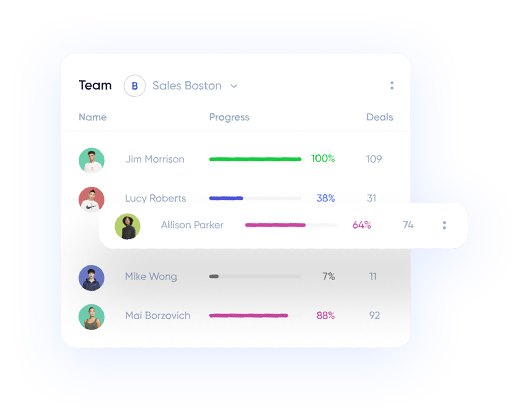 Team B Sales Boston
Name Progress Deals
Jim Morrison 100% 109
Lucy Roberts 38% 31
Allison Parker 64% 74
Mike Wong 7% 11
Mai Borzovich 88% 92